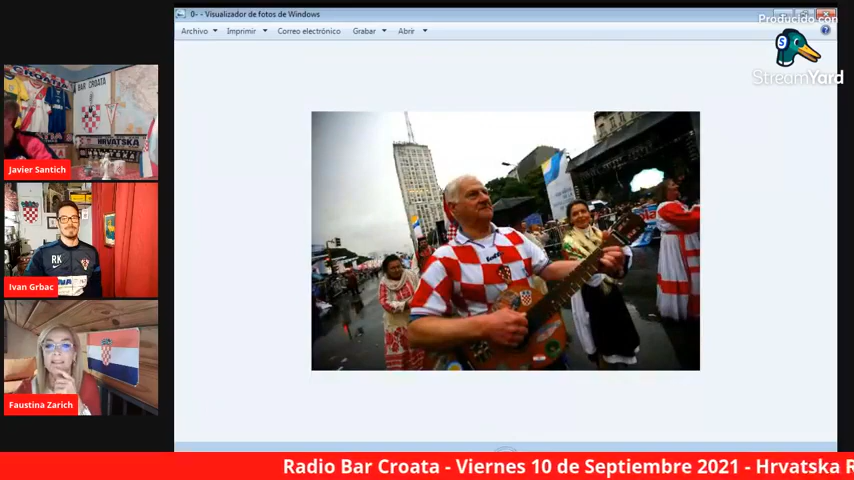 0- - Visualizador de fotos de Windows
Archivo Imprimir Correo electrónico Grabar Abrir
Producido con
StreamYard
BAR CROATA
HRVATSKA
Javier Santich
RK
Ivan Grbac
Faustina Zarich
Radio Bar Croata - Viernes 10 de Septiembre 2021 - Hrvatska R